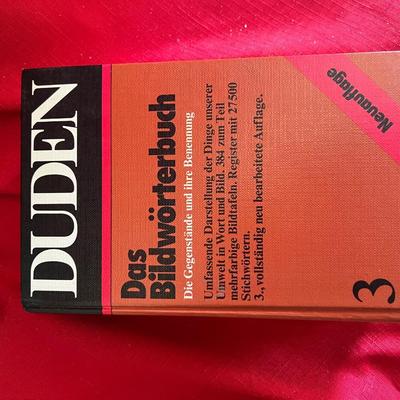 DUDEN
Das
Bildwörterbuch
Die Gegenstände und ihre Benennung
Umfassende Darstellung der Dinge unserer
Umwelt in Wort und Bild. 384 zum Teil
mehrfarbige Bildtafeln. Register mit 27500
Stichwörtern.
3., vollständig neu bearbeitete Auflage.
Neuauflage
3